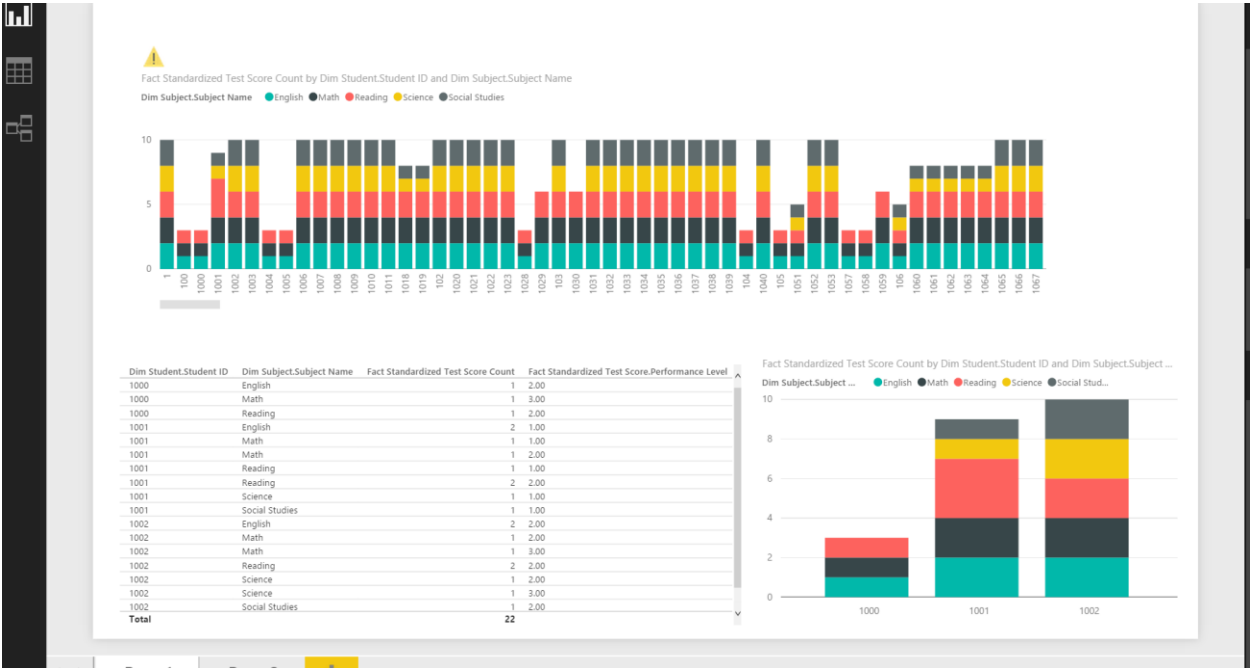 Fact Standardized Test Score Count by Dim Student.Student ID and Dim Subject.Subject Name
Dim Subject.Subject Name English Math Reading Science Social Studies
10
5
0
1 100 1000 1001 1002 1003 1004 1005 1006 1007 1008 1009 1010 1011 1018 1019 102 1020 1021 1022 1023 1028 1029 103 1030 1031 1032 1033 1034 1035 1036 1037 1038 1039 104 1040 105 1051 1052 1053 1057 1058 1059 106 1060 1061 1062 1063 1064 1065 1066 1067
Dim Student.Student ID Dim Subject.Subject Name Fact Standardized Test Score Count Fact Standardized Test Score.Performance Level
1000 English 1 2.00
1000 Math 1 3.00
1000 Reading 1 2.00
1001 English 2 1.00
1001 Math 1 1.00
1001 Math 1 2.00
1001 Reading 1 1.00
1001 Reading 2 2.00
1001 Science 1 1.00
1001 Social Studies 1 1.00
1002 English 2 2.00
1002 Math 1 2.00
1002 Math 1 3.00
1002 Reading 2 2.00
1002 Science 1 2.00
1002 Science 1 3.00
1002 Social Studies 1 2.00
Total 22
Fact Standardized Test Score Count by Dim Student.Student ID and Dim Subject.Subject ...
Dim Subject.Subject ... English Math Reading Science Social Stud...
10
8
6
4
2
0
1000 1001 1002